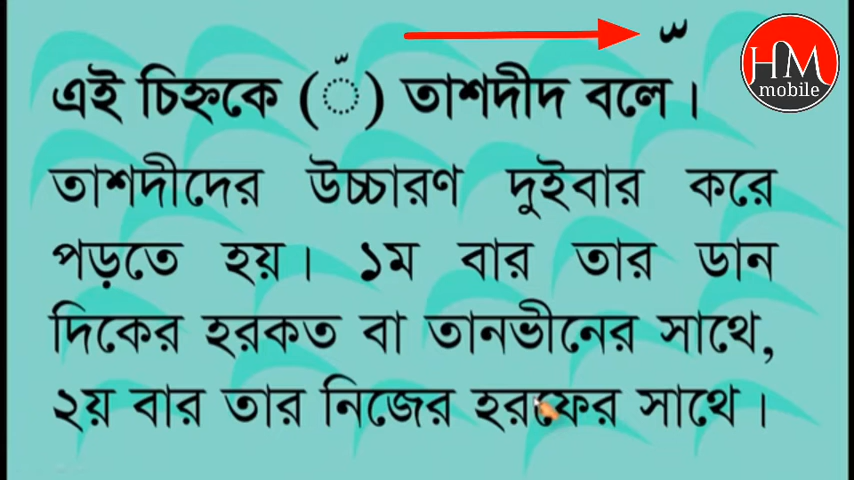 ّ
HM
mobile
এই চিহ্নকে (ّ) তাশদীদ বলে।
তাশদীদের উচ্চারণ দুইবার করে
পড়তে হয়। ১ম বার তার ডান
দিকের হরকত বা তানভীনের সাথে,
২য় বার তার নিজের হরফের সাথে।